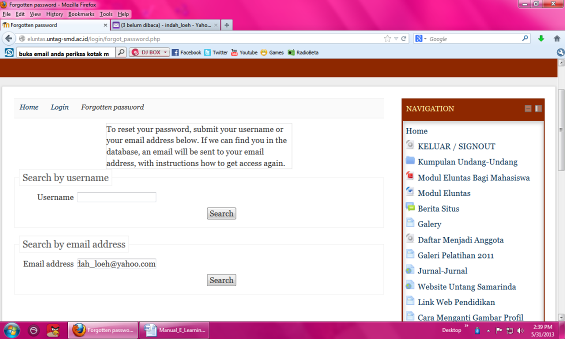 Forgotten password - Mozilla Firefox
File Edit View History Bookmarks Tools Help
Forgotten password
(3 belum dibaca) - indah_loeh - Yahoo...
eluntas.untag-smd.ac.id/login/forgot_password.php
Google
buka email anda periksa kotak m
Search
DJ BOX
Facebook
Twitter
Youtube
Games
RadioBeta
Home
Login
Forgotten password
To reset your password, submit your username or
your email address below. If we can find you in the
database, an email will be sent to your email
address, with instructions how to get access again.
Search by username
Username
Search
Search by email address
Email address dah_loeh@yahoo.com
Search
NAVIGATION
Home
KELUAR / SIGNOUT
Kumpulan Undang-Undang
Modul Eluntas Bagi Mahasiswa
Modul Eluntas
Berita Situs
Galery
Daftar Menjadi Anggota
Galeri Pelatihan 2011
Jurnal-Jurnal
Website Untang Samarinda
Link Web Pendidikan
Cara Menganti Gambar Profil
Forgotten passwor...
Manual_E_Learnin...
Desktop
2:39 PM
5/31/2013